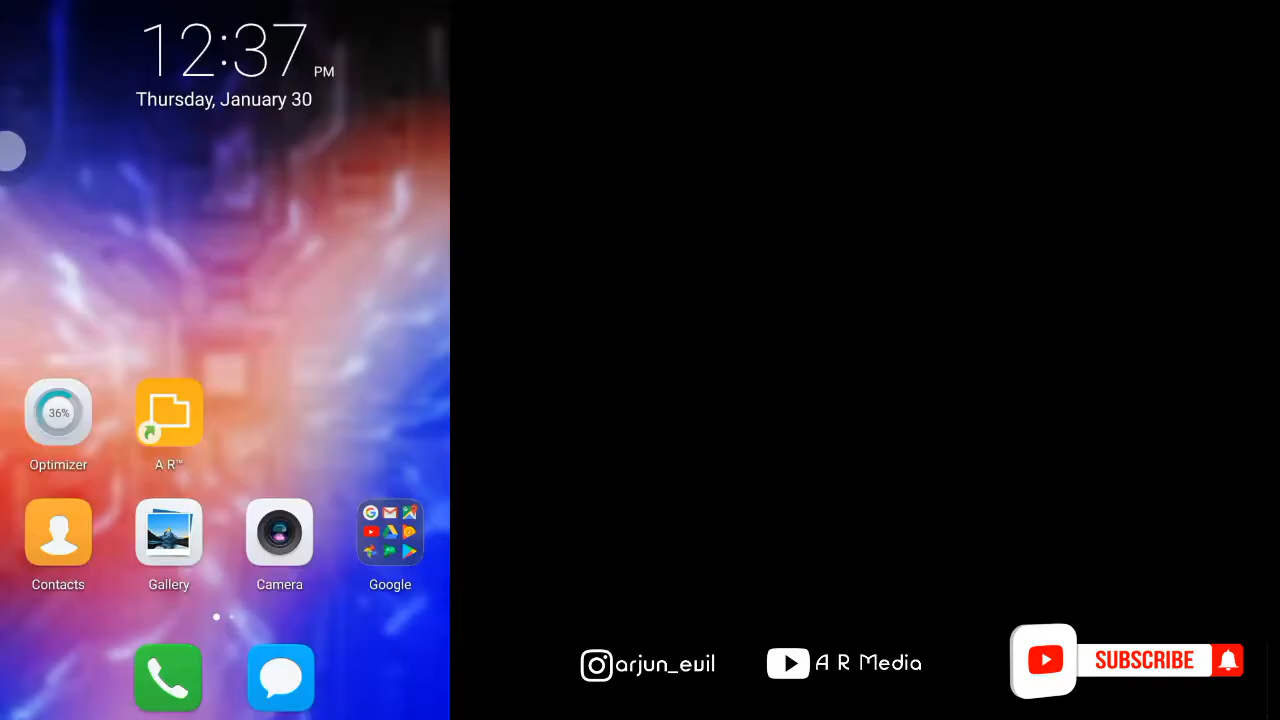 12:37 PM
Thursday, January 30
36%
Optimizer
A R™
Contacts
Gallery
Camera
Google
arjun_evil
A R Media
SUBSCRIBE